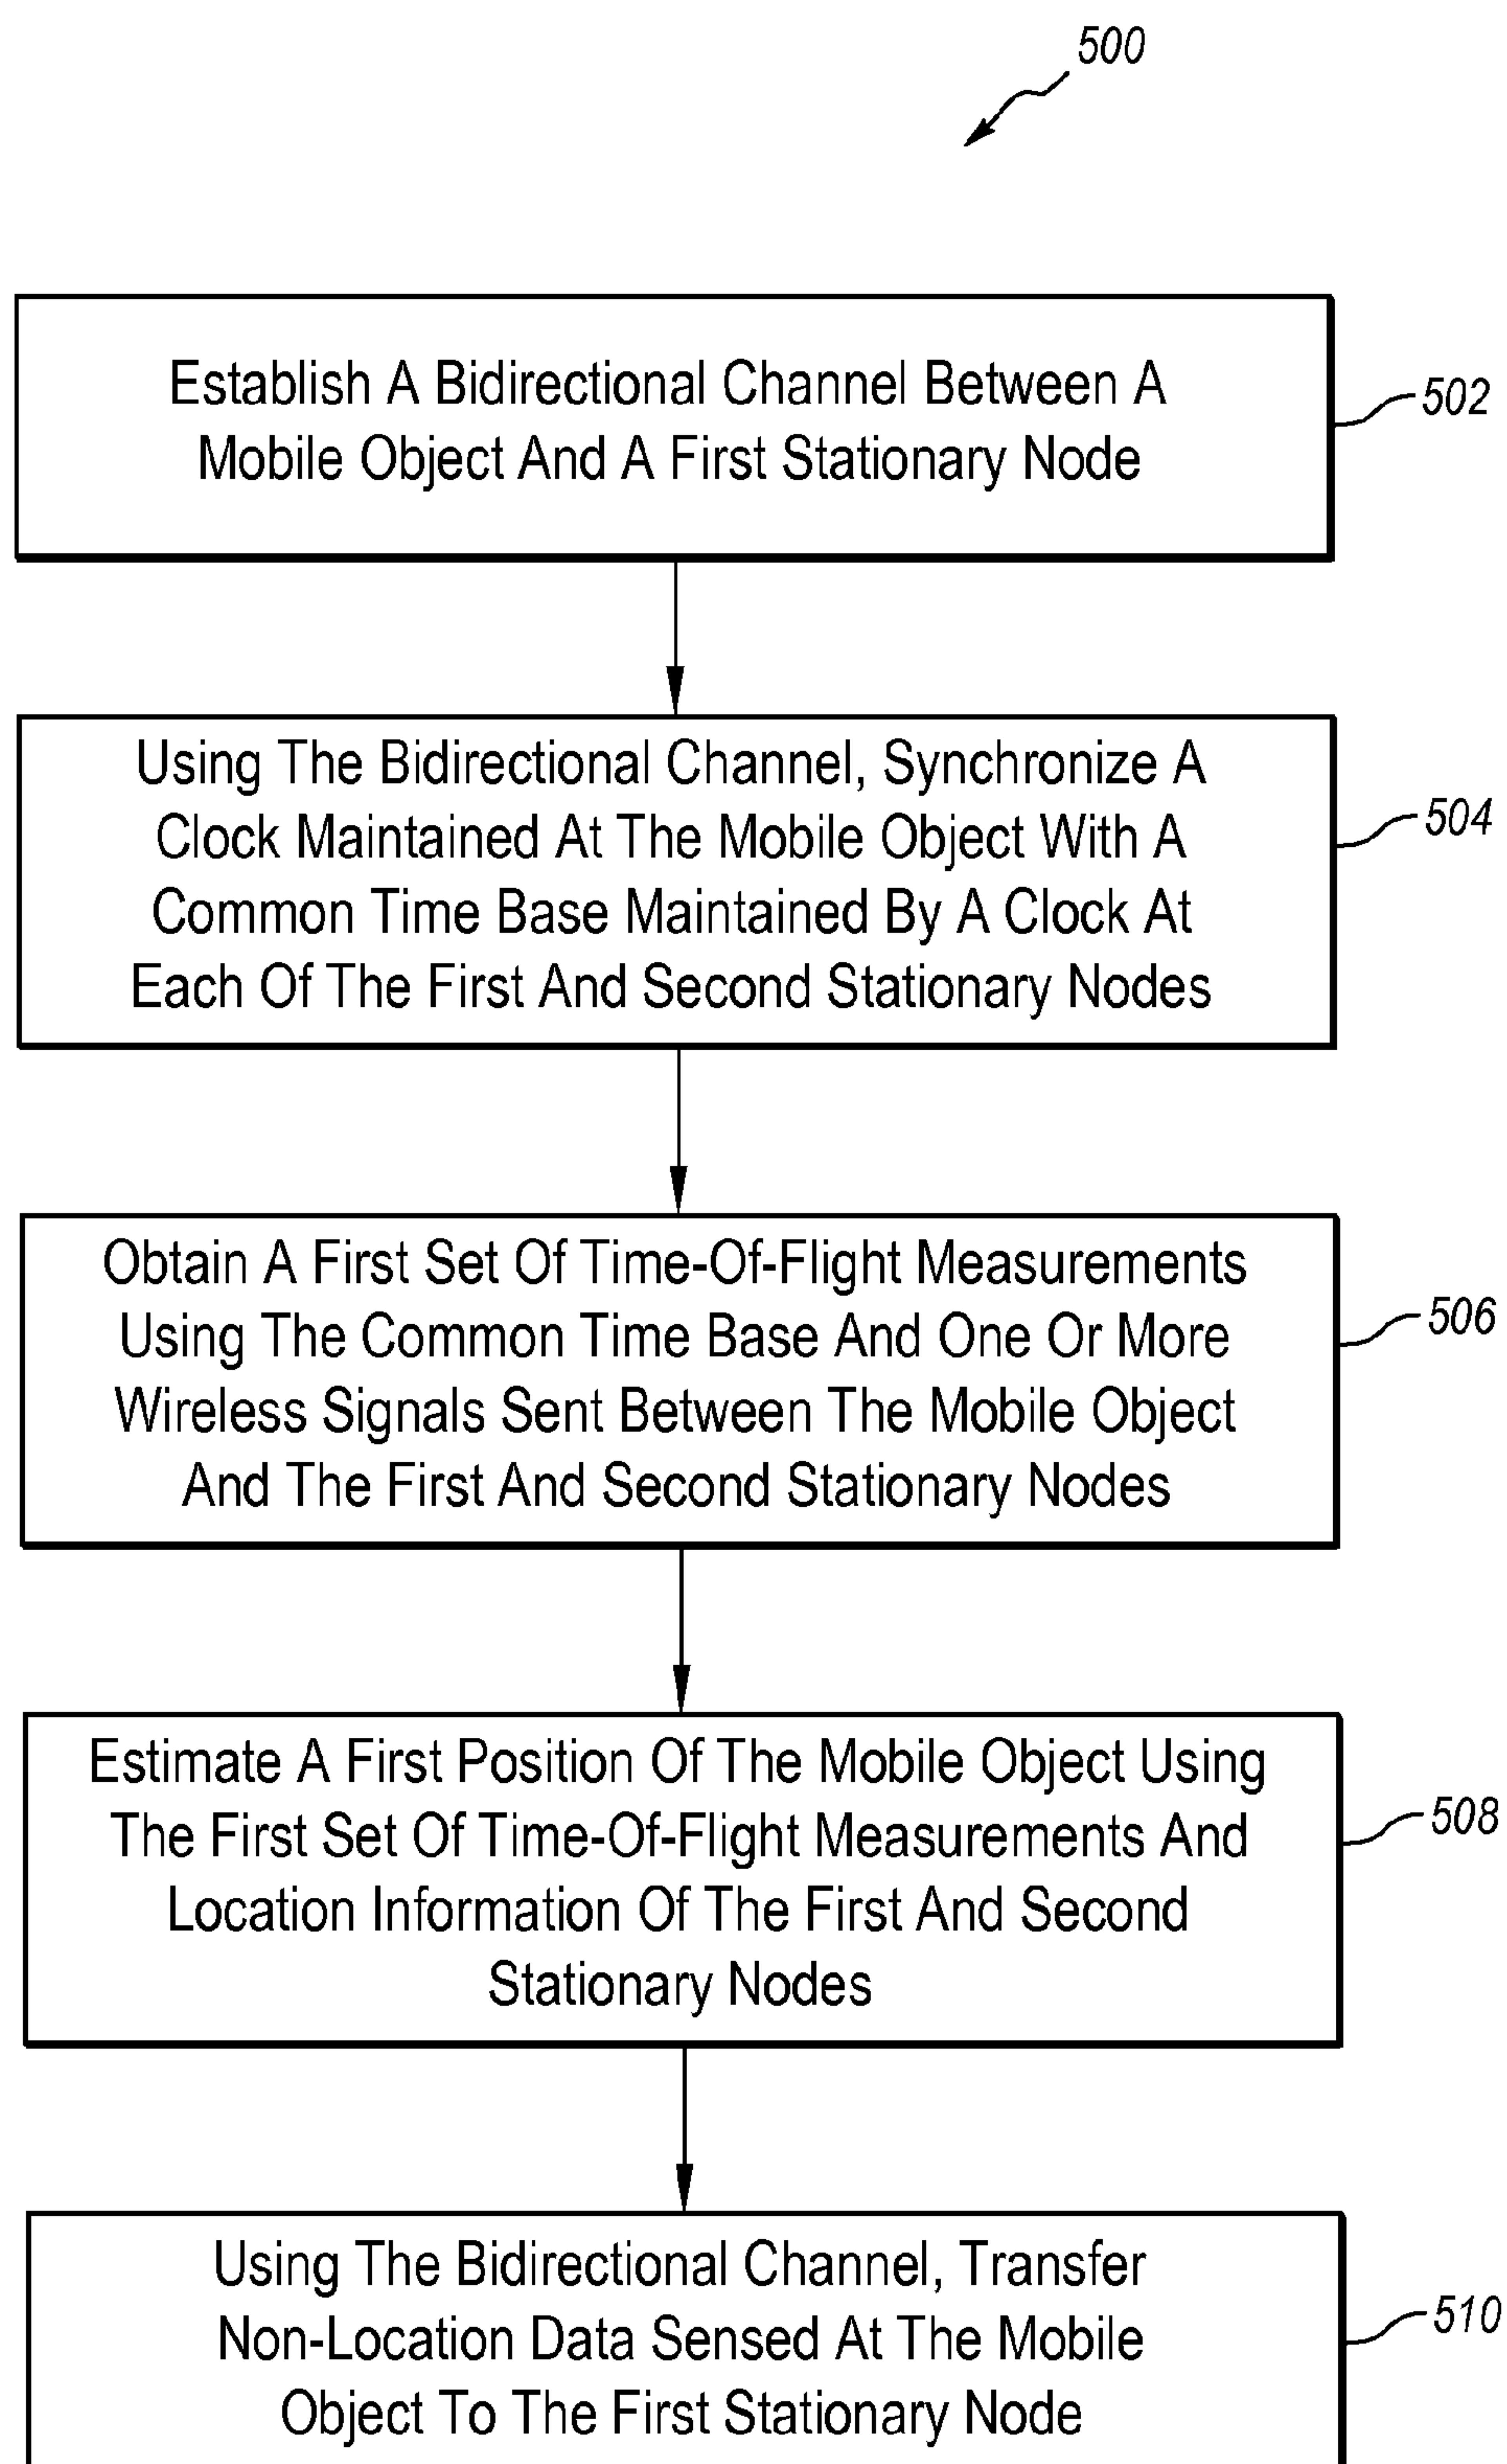 500
Establish A Bidirectional Channel Between A
Mobile Object And A First Stationary Node
502
Using The Bidirectional Channel, Synchronize A
Clock Maintained At The Mobile Object With A
Common Time Base Maintained By A Clock At
Each Of The First And Second Stationary Nodes
504
Obtain A First Set Of Time-Of-Flight Measurements
Using The Common Time Base And One Or More
Wireless Signals Sent Between The Mobile Object
And The First And Second Stationary Nodes
506
Estimate A First Position Of The Mobile Object Using
The First Set Of Time-Of-Flight Measurements And
Location Information Of The First And Second
Stationary Nodes
508
Using The Bidirectional Channel, Transfer
Non-Location Data Sensed At The Mobile
Object To The First Stationary Node
510